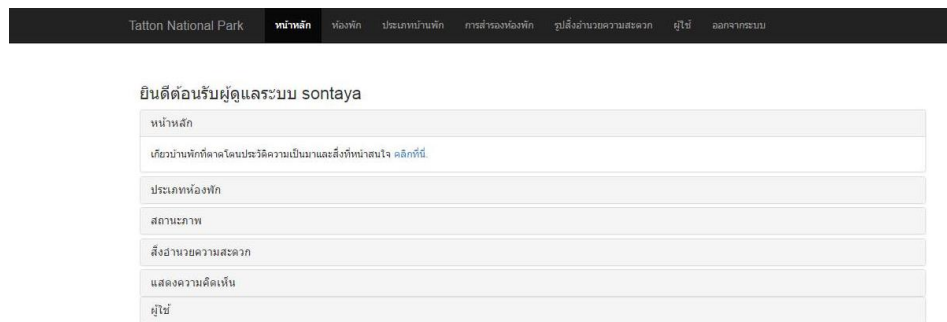 Tatton National Park หน้าหลัก ห้องพัก ประเภทบ้านพัก การสำรองห้องพัก รูปสิ่งอำนวยความสะดวก ผู้ใช้ ออกจากระบบ
ยินดีต้อนรับผู้ดูแลระบบ sontaya
หน้าหลัก
เกี่ยวบ้านพักที่ตาดโตนประวัติความเป็นมาและสิ่งที่น่าสนใจ คลิกที่นี่.
ประเภทห้องพัก
สถานะภาพ
สิ่งอำนวยความสะดวก
แสดงความคิดเห็น
ผู้ใช้